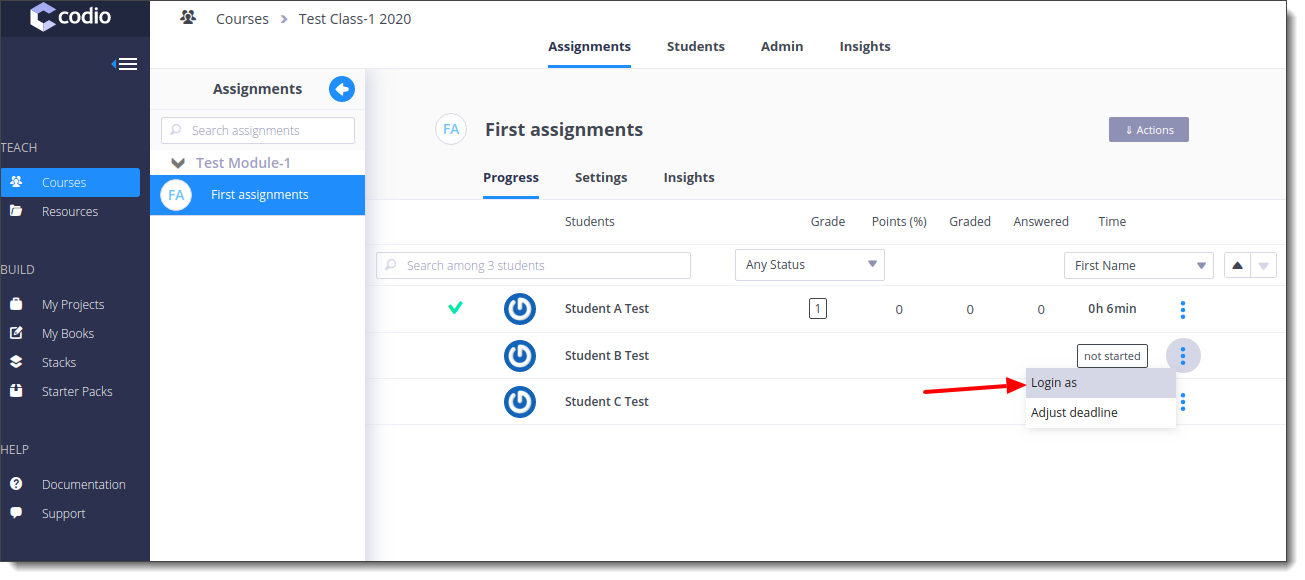 codio
Courses > Test Class-1 2020
Assignments Students Admin Insights
TEACH
Courses
Resources
BUILD
My Projects
My Books
Stacks
Starter Packs
HELP
Documentation
Support
Assignments
Search assignments
Test Module-1
FA First assignments
FA First assignments
⇓ Actions
Progress Settings Insights
Students Grade Points (%) Graded Answered Time
Search among 3 students Any Status First Name
Student A Test 1 0 0 0 0h 6min
Student B Test not started
Login as
Student C Test
Adjust deadline